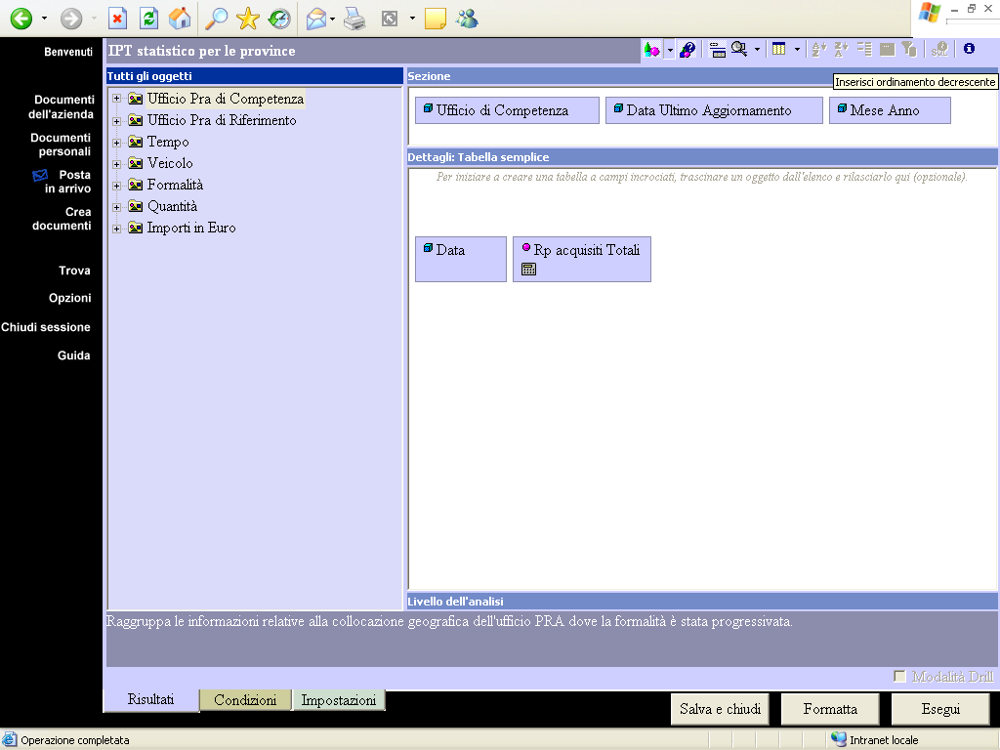 Benvenuti
Documenti
dell'azienda
Documenti
personali
Posta
in arrivo
Crea
documenti
Trova
Opzioni
Chiudi sessione
Guida
IPT statistico per le province
Inserisci ordinamento decrescente
Tutti gli oggetti
Ufficio Pra di Competenza
Ufficio Pra di Riferimento
Tempo
Veicolo
Formalità
Quantità
Importi in Euro
Sezione
Ufficio di Competenza
Data Ultimo Aggiornamento
Mese Anno
Dettagli: Tabella semplice
Per iniziare a creare una tabella a campi incrociati, trascinare un oggetto dall'elenco e rilasciarlo qui (opzionale).
Data
Rp acquisiti Totali
Livello dell'analisi
Raggruppa le informazioni relative alla collocazione geografica dell'ufficio PRA dove la formalità è stata progressivata.
Modalità Drill
Risultati
Condizioni
Impostazioni
Salva e chiudi
Formatta
Esegui
Operazione completata
Intranet locale